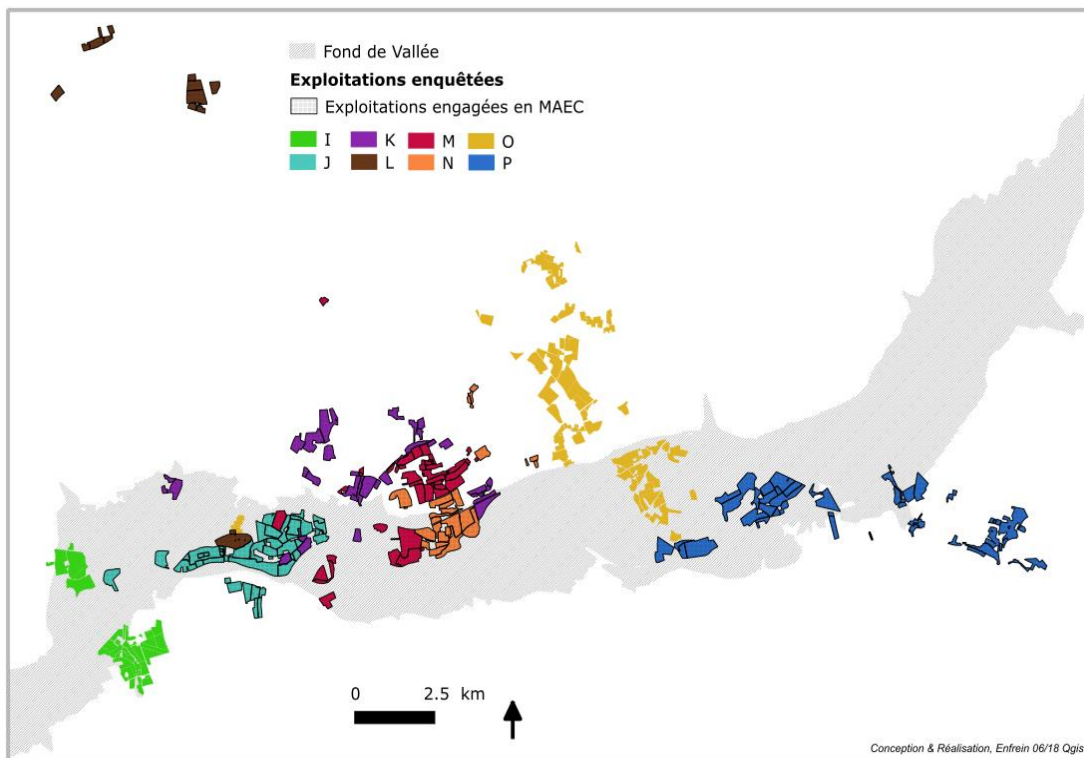 Fond de Vallée
Exploitations enquêtées
Exploitations engagées en MAEC
I K M O
J L N P
0 2.5 km
Conception & Réalisation, Enfrein 06/18 Qgis